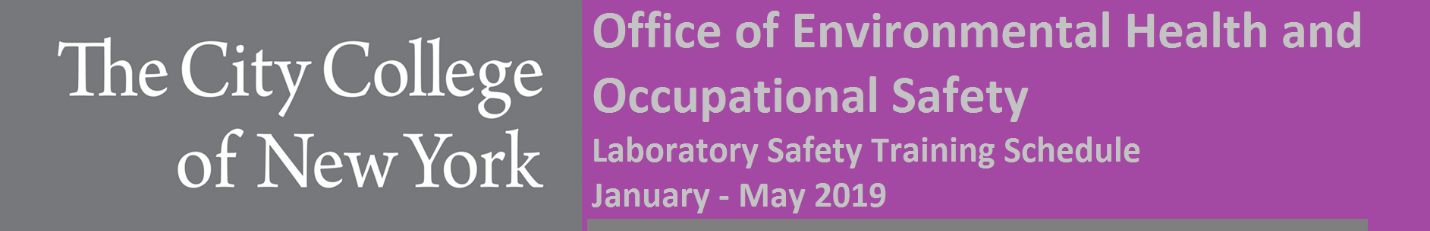 The City College
of New York
Office of Environmental Health and
Occupational Safety
Laboratory Safety Training Schedule
January - May 2019